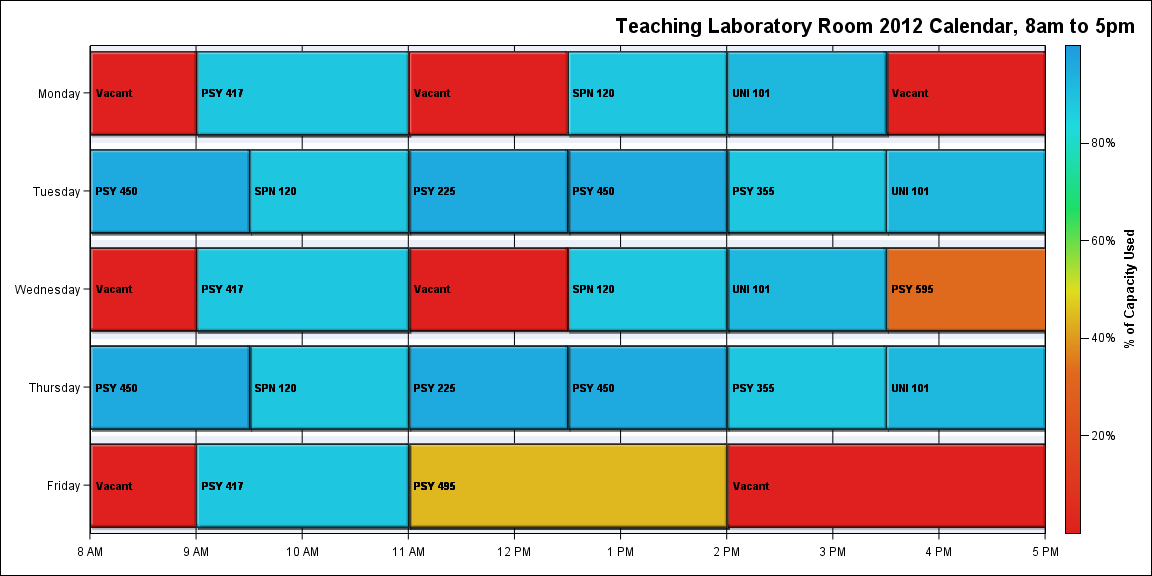 Teaching Laboratory Room 2012 Calendar, 8am to 5pm
Monday
Vacant
PSY 417
Vacant
SPN 120
UNI 101
Vacant
Tuesday
PSY 450
SPN 120
PSY 225
PSY 450
PSY 355
UNI 101
Wednesday
Vacant
PSY 417
Vacant
SPN 120
UNI 101
PSY 595
Thursday
PSY 450
SPN 120
PSY 225
PSY 450
PSY 355
UNI 101
Friday
Vacant
PSY 417
PSY 495
Vacant
8 AM
9 AM
10 AM
11 AM
12 PM
1 PM
2 PM
3 PM
4 PM
5 PM
80%
60%
40%
20%
% of Capacity Used